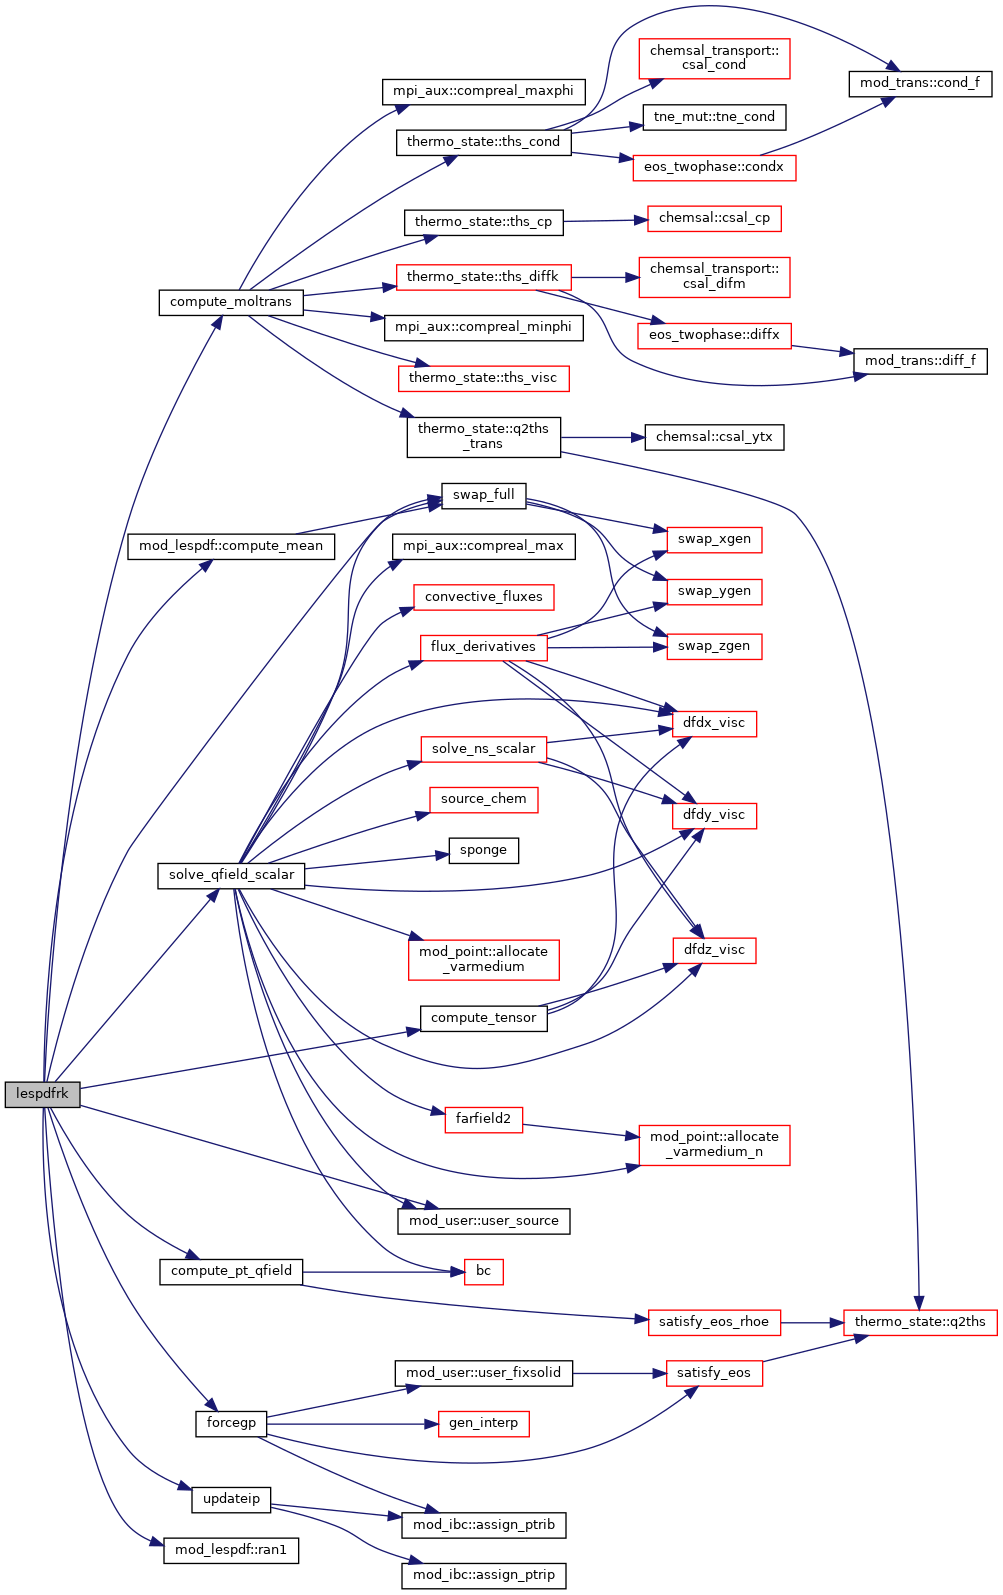 chemsal_transport::
csal_cond
mod_trans::cond_f
mpi_aux::compreal_maxphi
tne_mut::tne_cond
thermo_state::ths_cond
eos_twophase::condx
thermo_state::ths_cp
chemsal::csal_cp
thermo_state::ths_diffk
chemsal_transport::
csal_difm
compute_moltrans
mpi_aux::compreal_minphi
eos_twophase::diffx
mod_trans::diff_f
thermo_state::ths_visc
thermo_state::q2ths
_trans
chemsal::csal_ytx
swap_full
mod_lespdf::compute_mean
mpi_aux::compreal_max
swap_xgen
convective_fluxes
swap_ygen
flux_derivatives
swap_zgen
dfdx_visc
solve_ns_scalar
source_chem
dfdy_visc
sponge
solve_qfield_scalar
mod_point::allocate
_varmedium
dfdz_visc
compute_tensor
lespdfrk
farfield2
mod_point::allocate
_varmedium_n
mod_user::user_source
compute_pt_qfield
bc
satisfy_eos_rhoe
thermo_state::q2ths
mod_user::user_fixsolid
satisfy_eos
forcegp
gen_interp
updateip
mod_ibc::assign_ptrib
mod_lespdf::ran1
mod_ibc::assign_ptrip